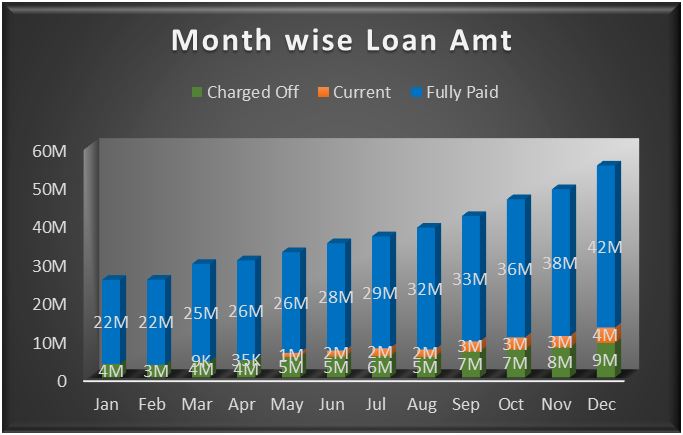 Month wise Loan Amt
Charged Off Current Fully Paid
60M
50M
40M
30M
20M
10M
0
22M 22M 25M 26M 26M 28M 29M 32M 33M 36M 38M 42M
9K 35K 1M 2M 2M 2M 3M 3M 3M 4M
4M 3M 4M 4M 5M 5M 6M 5M 7M 7M 8M 9M
Jan Feb Mar Apr May Jun Jul Aug Sep Oct Nov Dec